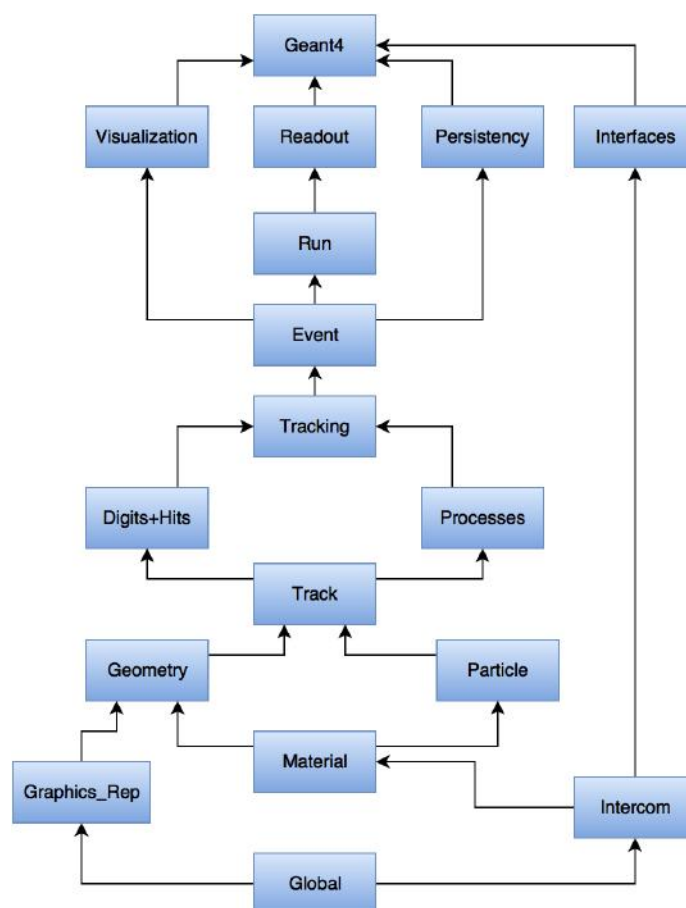 Geant4
Visualization
Readout
Persistency
Interfaces
Run
Event
Tracking
Digits+Hits
Processes
Track
Geometry
Particle
Material
Graphics_Rep
Intercom
Global